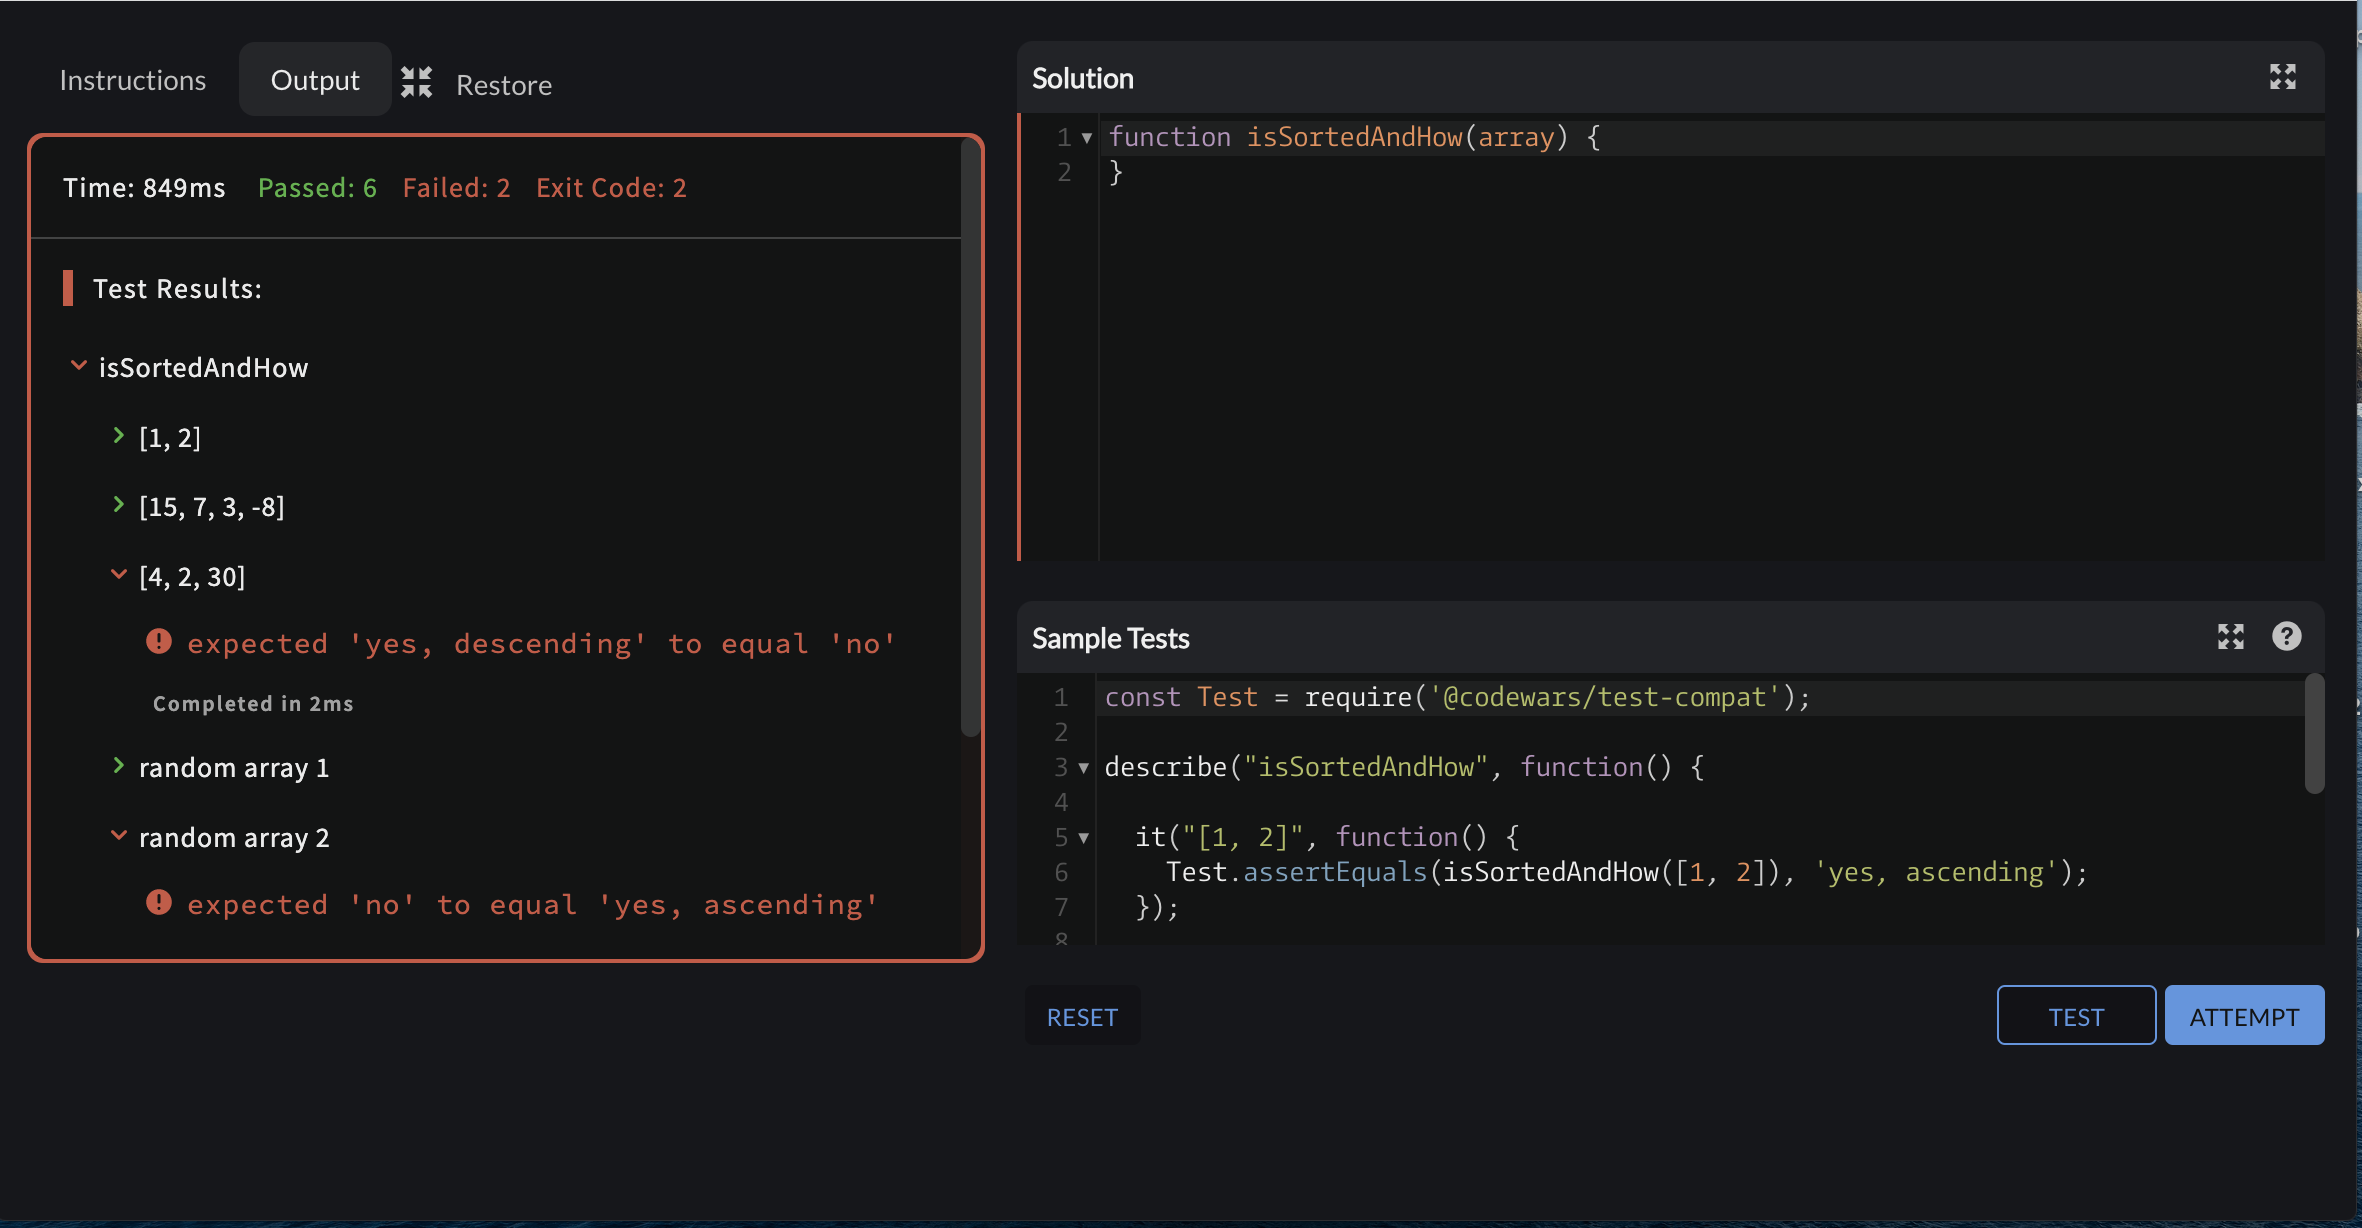 Instructions
Output
Restore
Time: 849ms Passed: 6 Failed: 2 Exit Code: 2
Test Results:
isSortedAndHow
[1, 2]
[15, 7, 3, -8]
[4, 2, 30]
expected 'yes, descending' to equal 'no'
Completed in 2ms
random array 1
random array 2
expected 'no' to equal 'yes, ascending'
Solution
1 function isSortedAndHow(array) {
2 }
Sample Tests
?
1 const Test = require('@codewars/test-compat');
2
3 describe("isSortedAndHow", function() {
4
5 it("[1, 2]", function() {
6 Test.assertEquals(isSortedAndHow([1, 2]), 'yes, ascending');
7 });
8
RESET
TEST
ATTEMPT